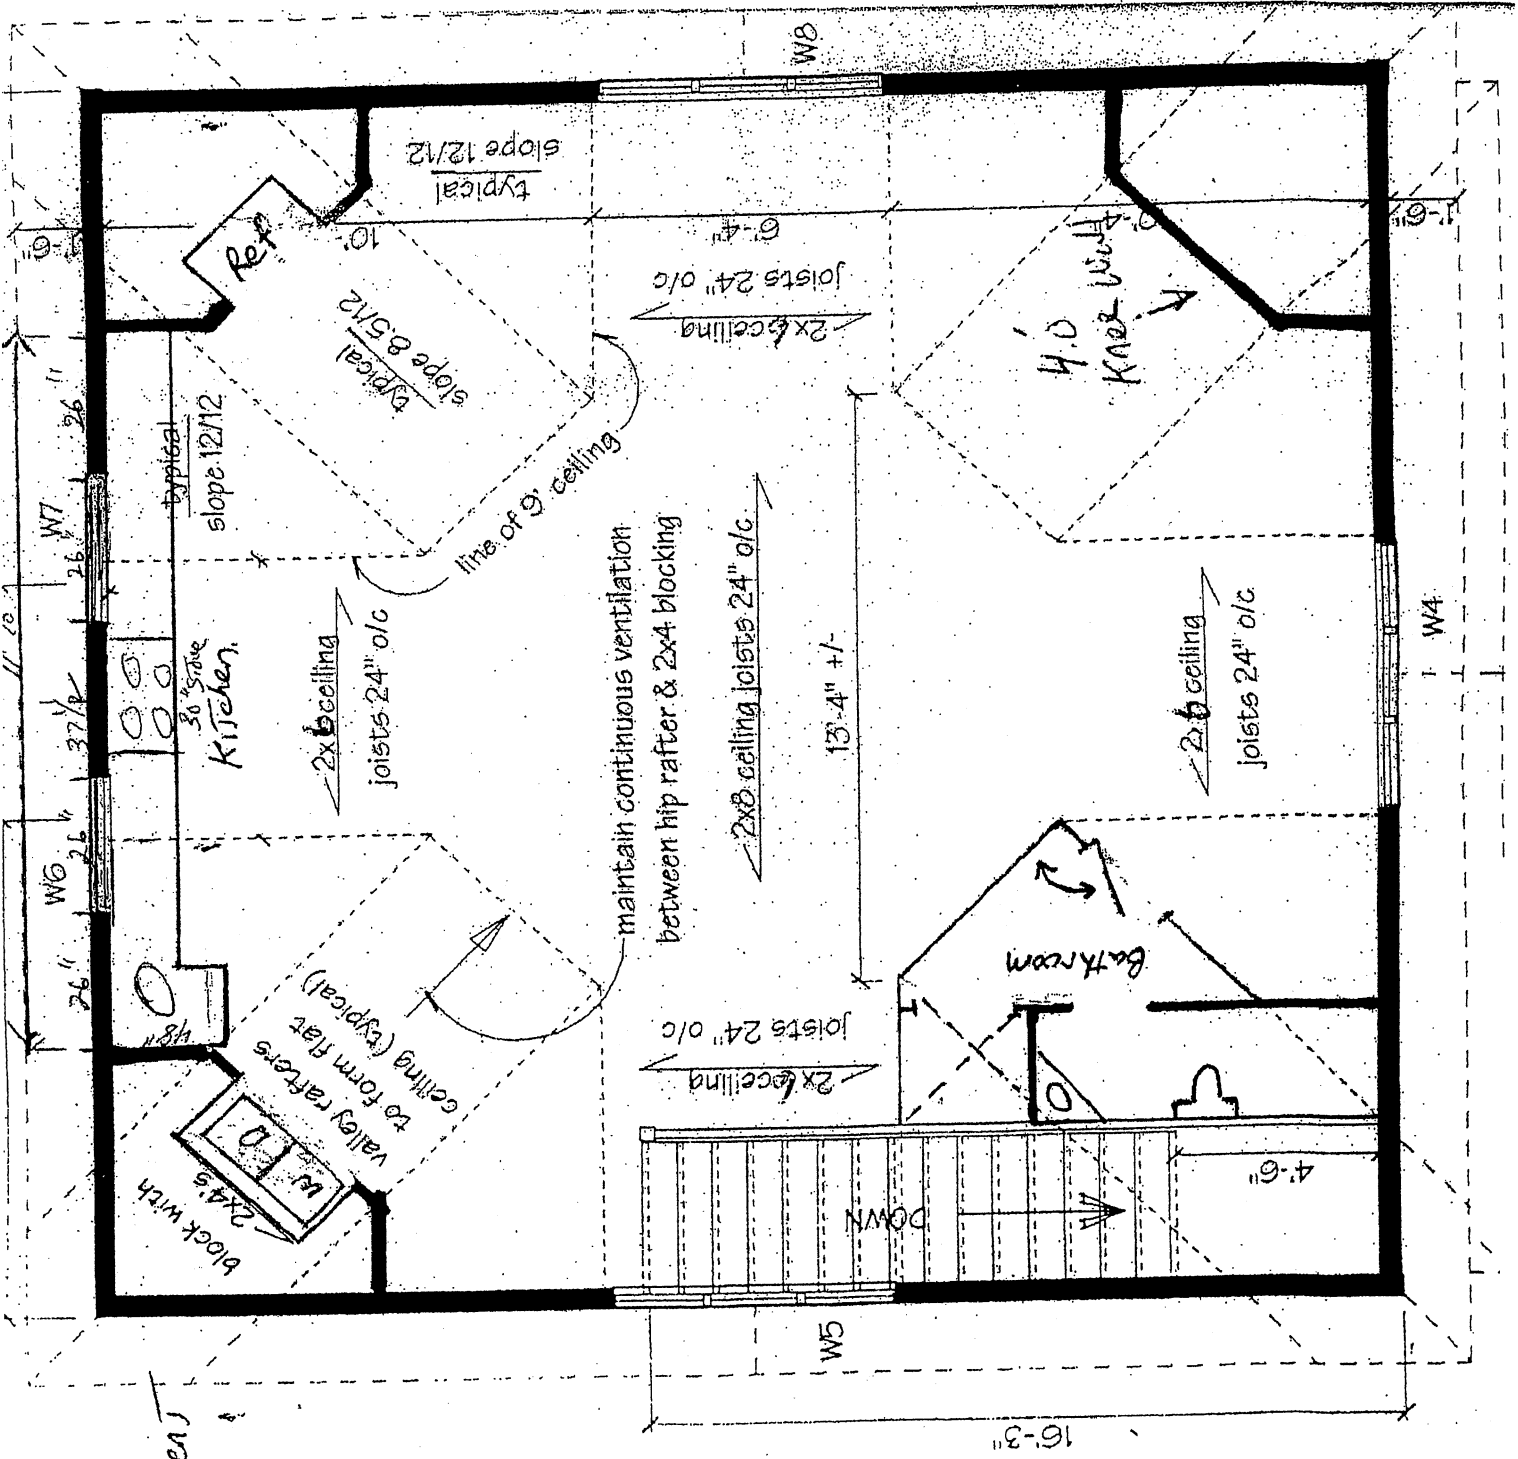 W8
typical
slope 12/12
1'-6"
10'-
6'-4"
1'-6"
Ref
2x6 ceiling
joists 24" o/c
4'0
Knee Wall
typical
slope 8.5/12
line of 9' ceiling
typical
slope 12/12
26"
W7
26"
37 1/2
W6
26"
26"
30" Stove
Kitchen
2x6 ceiling
joists 24" o/c
maintain continuous ventilation
between hip rafter & 2x4 blocking
2x8 ceiling joists 24" o/c
13'-4" +/-
2x6 ceiling
joists 24" o/c
W4
48"
valley rafters
to form flat
ceiling (typical)
block with
2x4's
W
D
2x6 ceiling
joists 24" o/c
Bathroom
DOWN
4'-6"
W5
16'-3"